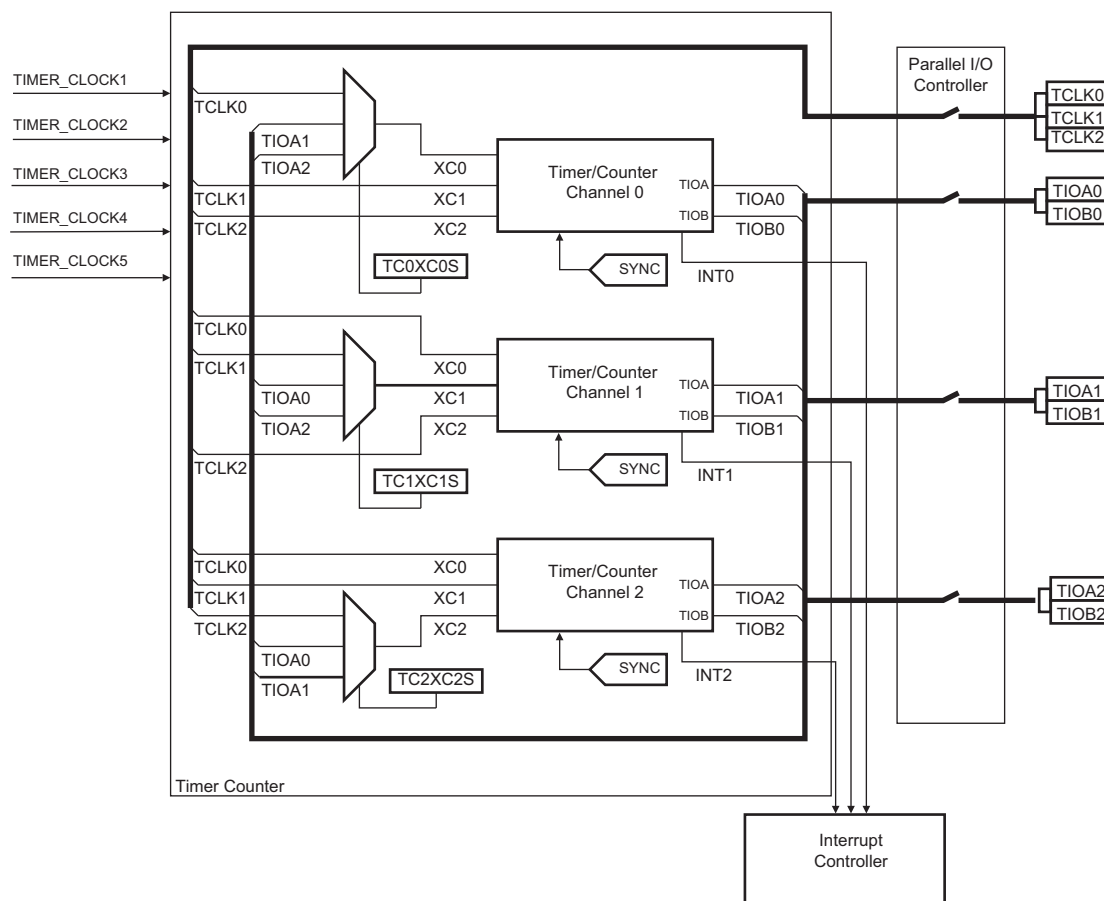 TIMER_CLOCK1
TIMER_CLOCK2
TIMER_CLOCK3
TIMER_CLOCK4
TIMER_CLOCK5
TCLK0
TIOA1
TIOA2
TCLK1
TCLK2
XC0
XC1
XC2
TC0XC0S
Timer/Counter
Channel 0
TIOA
TIOB
TIOA0
TIOB0
SYNC
INT0
TCLK0
TCLK1
TIOA0
TIOA2
TCLK2
XC0
XC1
XC2
TC1XC1S
Timer/Counter
Channel 1
TIOA
TIOB
TIOA1
TIOB1
SYNC
INT1
TCLK0
TCLK1
TCLK2
TIOA0
TIOA1
XC0
XC1
XC2
TC2XC2S
Timer/Counter
Channel 2
TIOA
TIOB
TIOA2
TIOB2
SYNC
INT2
Timer Counter
Parallel I/O
Controller
TCLK0
TCLK1
TCLK2
TIOA0
TIOB0
TIOA1
TIOB1
TIOA2
TIOB2
Interrupt
Controller